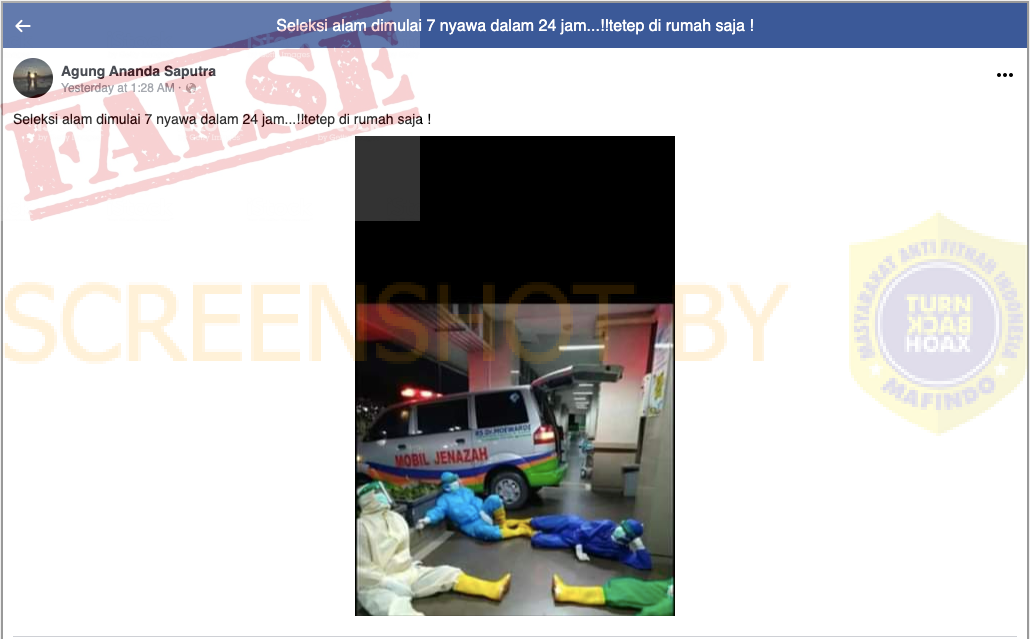 Seleksi alam dimulai 7 nyawa dalam 24 jam...!!tetep di rumah saja !
Agung Ananda Saputra
Yesterday at 1:28 AM ·
Seleksi alam dimulai 7 nyawa dalam 24 jam...!!tetep di rumah saja !
FALSE
SCREENSHOT BY
MASYARAKAT ANTI FITNAH INDONESIA
TURN
BACK
HOAX
MAFINDO
RS Dr. MOEWARDI
MOBIL JENAZAH